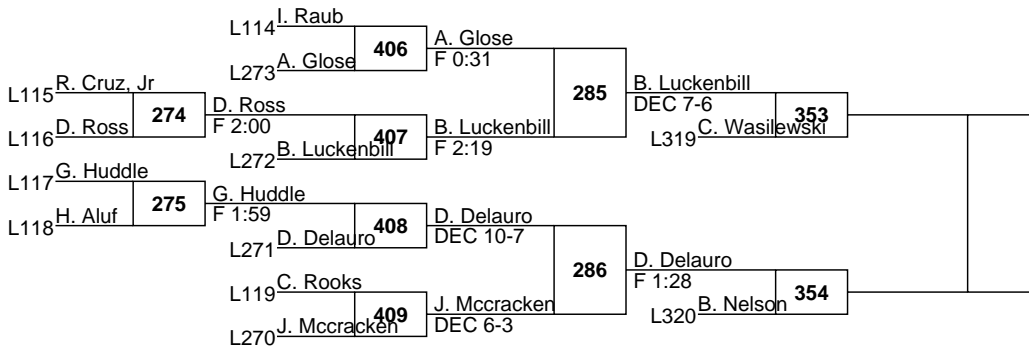 I. Raub
L114
406
A. Glose
F 0:31
L273
A. Glose
R. Cruz, Jr
L115
274
D. Ross
F 2:00
L116
D. Ross
285
B. Luckenbill
DEC 7-6
353
L319
C. Wasilewski
407
B. Luckenbill
F 2:19
L272
B. Luckenbill
G. Huddle
L117
275
G. Huddle
F 1:59
L118
H. Aluf
408
D. Delauro
DEC 10-7
L271
D. Delauro
286
D. Delauro
F 1:28
354
L320
B. Nelson
C. Rooks
L119
409
J. Mccracken
DEC 6-3
L270
J. Mccracken